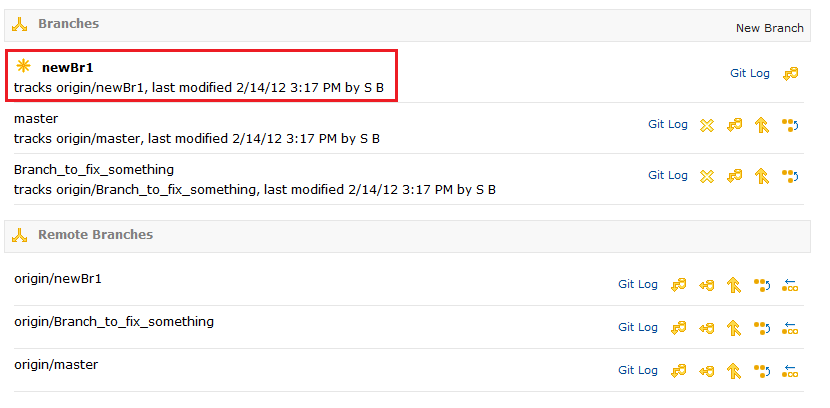 Branches
New Branch
newBr1
tracks origin/newBr1, last modified 2/14/12 3:17 PM by S B
Git Log
master
tracks origin/master, last modified 2/14/12 3:17 PM by S B
Git Log
Branch_to_fix_something
tracks origin/Branch_to_fix_something, last modified 2/14/12 3:17 PM by S B
Git Log
Remote Branches
origin/newBr1
Git Log
origin/Branch_to_fix_something
Git Log
origin/master
Git Log